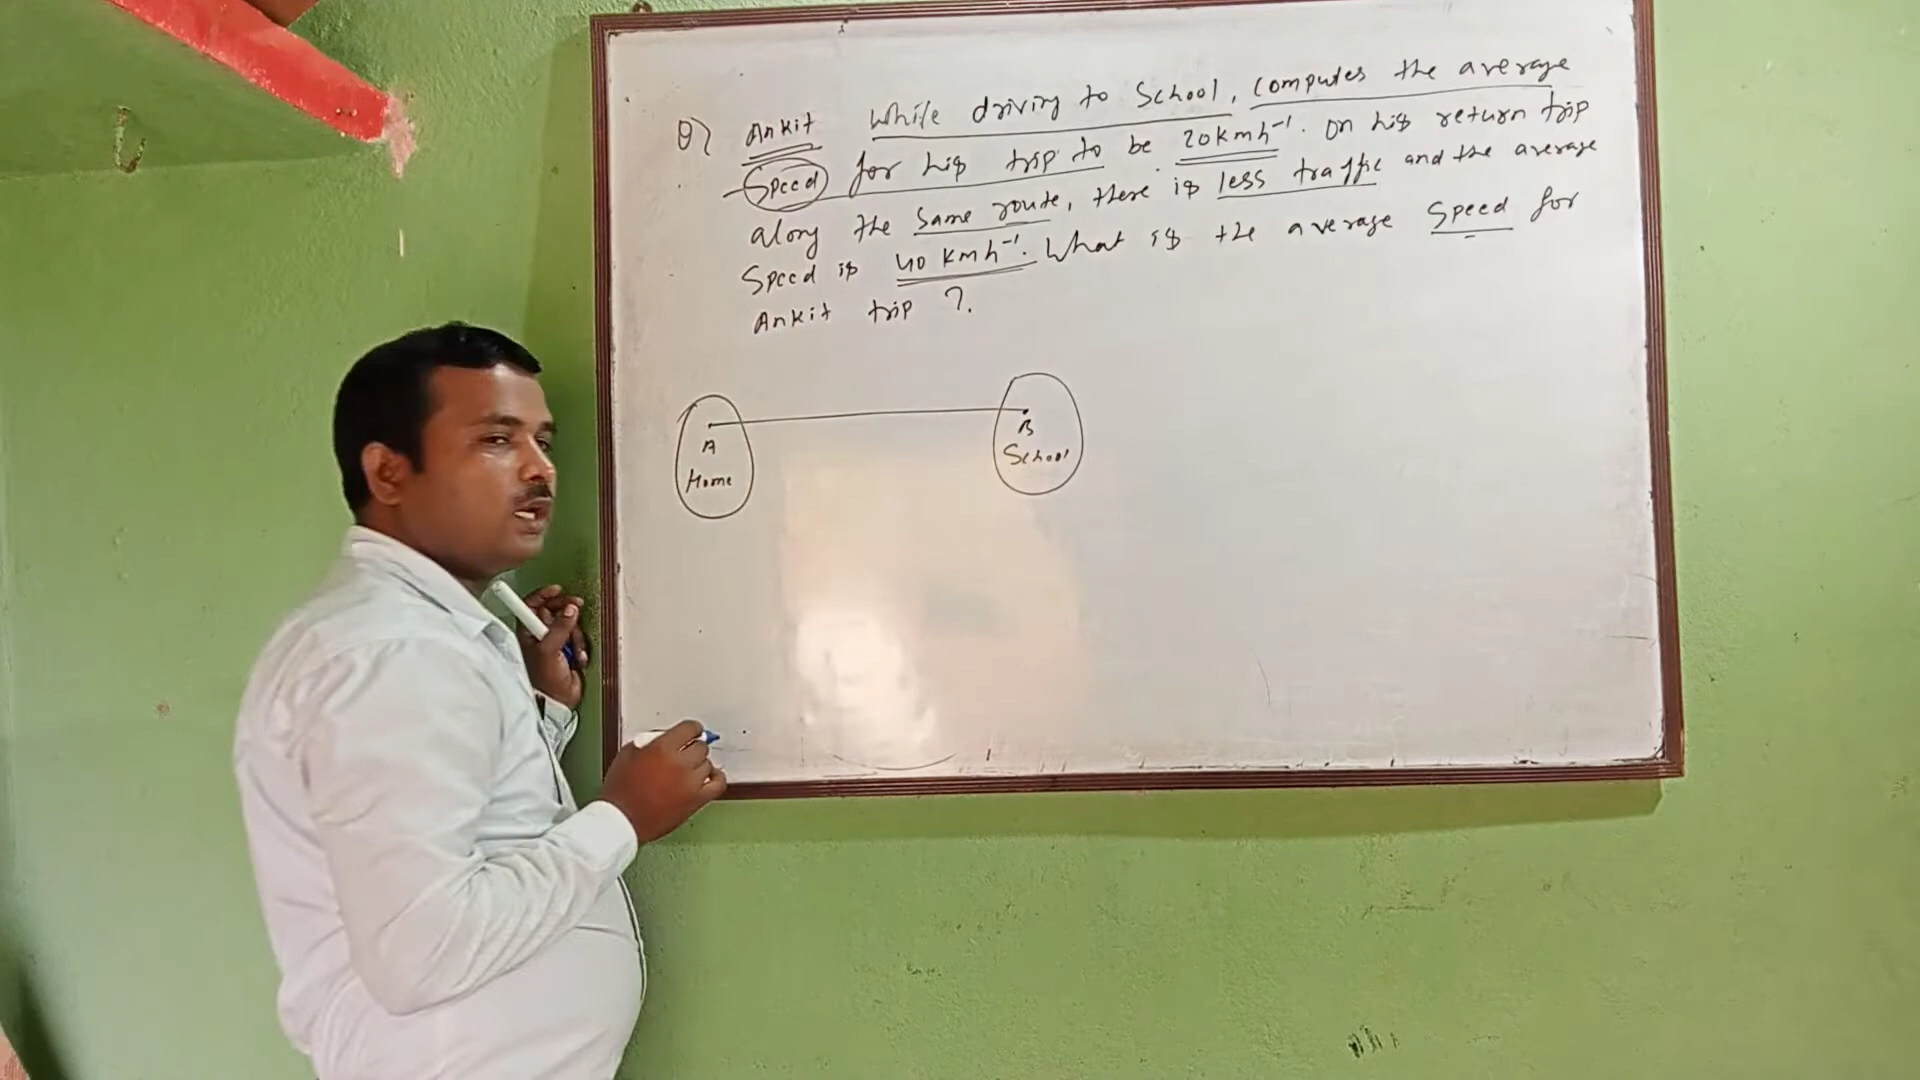 Q) Ankit while driving to School, computes the average
Speed for his trip to be 20kmh⁻¹. On his return trip
along the same route, there is less traffic and the average
Speed is 40 kmh⁻¹. What is the average Speed for
Ankit trip ?.
A
Home
B
School